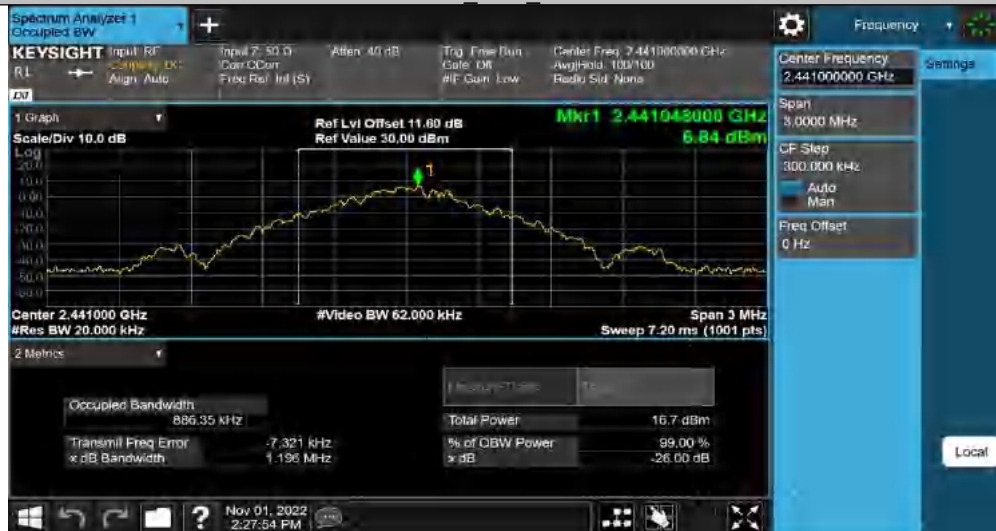 Spectrum Analyzer 1
Occupied BW
Frequency
KEYSIGHT Input: RF
Input Z: 50 Ω
Atten: 40 dB
Trig: Free Run
Center Freq: 2.441000000 GHz
Corr CCorr
Gate: Off
Avg|Hold: 100/100
Align: Auto
Freq Ref: Int (S)
#IF Gain: Low
Radio Std: None
Center Frequency
2.441000000 GHz
Settings
1 Graph
Ref Lvl Offset 11.60 dB
Mkr1 2.441048000 GHz
Scale/Div 10.0 dB
Ref Value 30.00 dBm
6.84 dBm
Log
Span
3.0000 MHz
CF Step
300.000 kHz
Auto
Man
Freq Offset
0 Hz
1
Center 2.441000 GHz
#Video BW 62.000 kHz
Span 3 MHz
#Res BW 20.000 kHz
Sweep 7.20 ms (1001 pts)
2 Metrics
Occupied Bandwidth
886.35 kHz
Total Power
16.7 dBm
Transmit Freq Error
-7.321 kHz
% of OBW Power
99.00 %
x dB Bandwidth
1.196 MHz
x dB
-26.00 dB
Local
?
Nov 01, 2022
2:27:54 PM